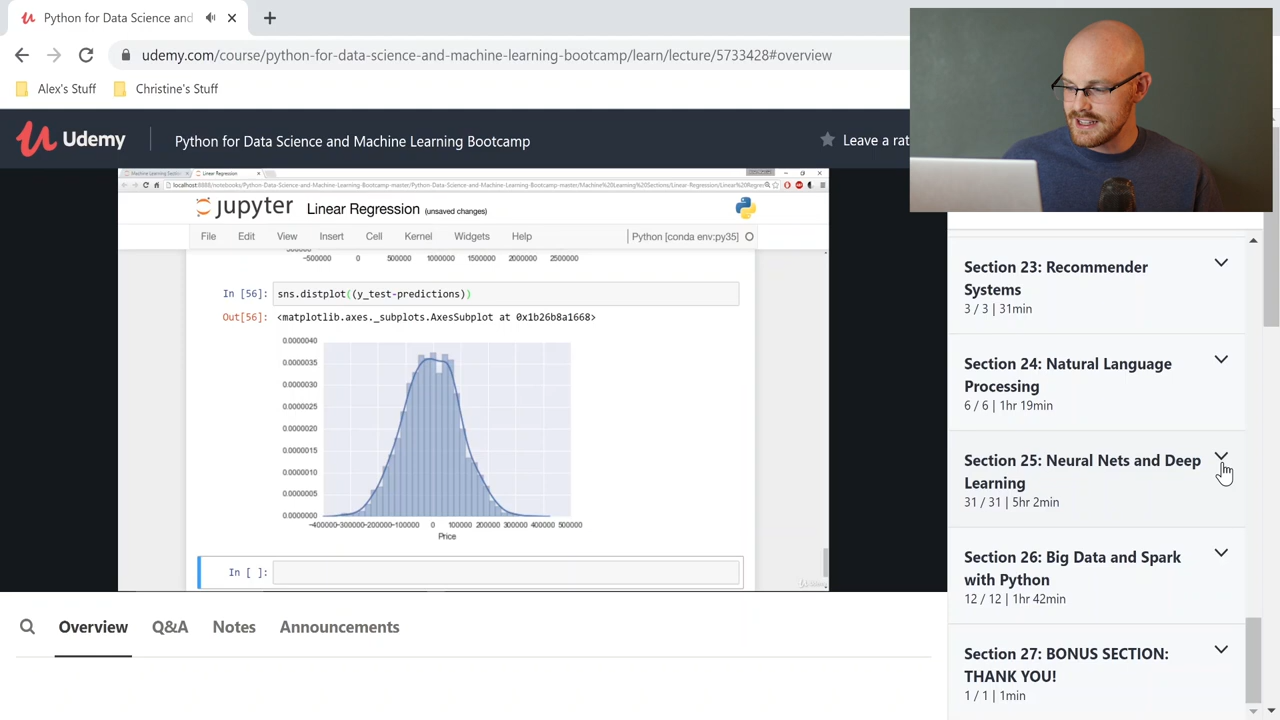 Python for Data Science and
udemy.com/course/python-for-data-science-and-machine-learning-bootcamp/learn/lecture/5733428#overview
Alex's Stuff
Christine's Stuff
Udemy
Python for Data Science and Machine Learning Bootcamp
Leave a rat
Linear Regression
jupyter
Linear Regression (unsaved changes)
File Edit View Insert Cell Kernel Widgets Help
Python [conda env:py35]
-500000 0 500000 1000000 1500000 2000000 2500000
In [56]: sns.distplot((y_test-predictions))
Out[56]: <matplotlib.axes._subplots.AxesSubplot at 0x1b26b8a1668>
0.0000040
0.0000035
0.0000030
0.0000025
0.0000020
0.0000015
0.0000010
0.0000005
0.0000000
-400000-300000-200000-100000 0 100000 200000 300000 400000 500000
Price
In [ ]:
Overview
Q&A
Notes
Announcements
Section 23: Recommender
Systems
3 / 3 | 31min
Section 24: Natural Language
Processing
6 / 6 | 1hr 19min
Section 25: Neural Nets and Deep
Learning
31 / 31 | 5hr 2min
Section 26: Big Data and Spark
with Python
12 / 12 | 1hr 42min
Section 27: BONUS SECTION:
THANK YOU!
1 / 1 | 1min